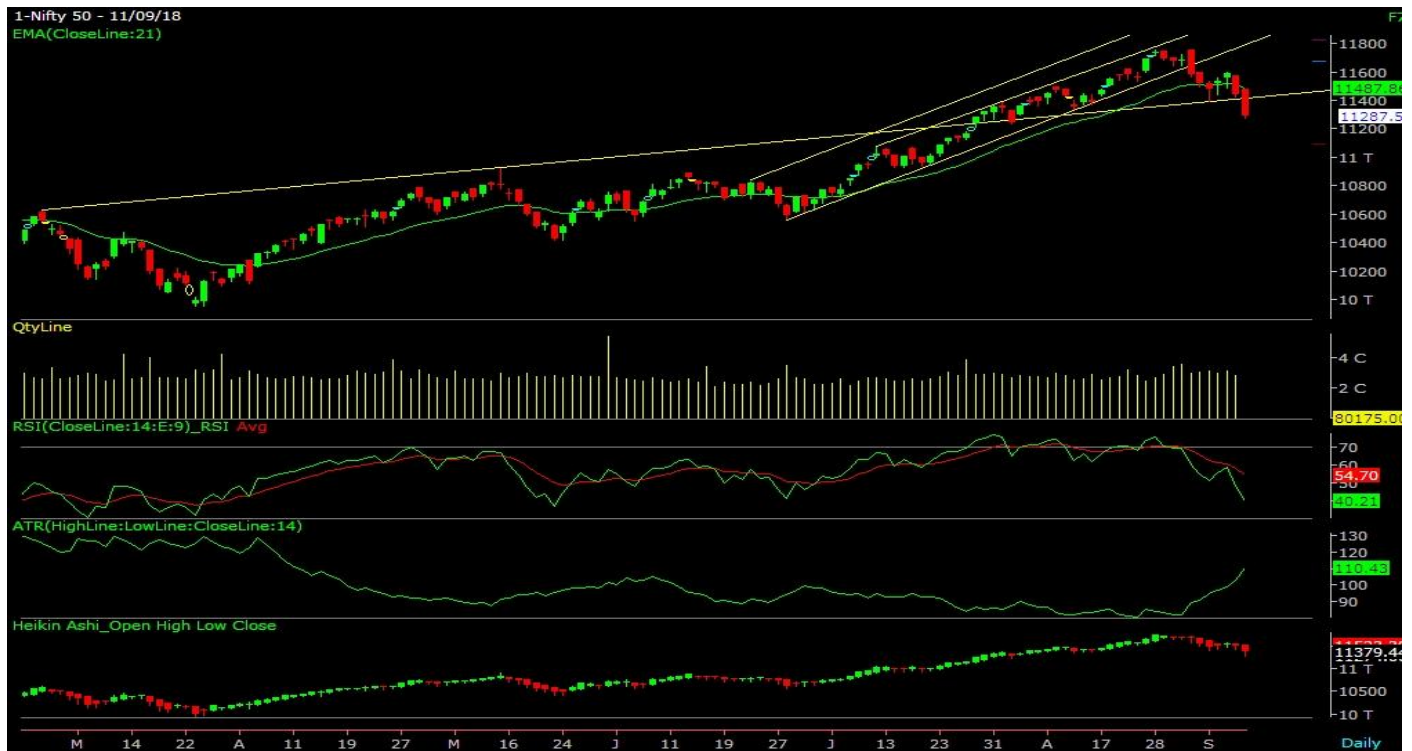 1-Nifty 50 - 11/09/18
EMA(CloseLine:21)
11800
11600
11487.86
11400
11287.5
11200
11 T
10800
10600
10400
10200
10 T
QtyLine
4 C
2 C
80175.00
RSI(CloseLine:14:E:9)_RSI Avg
70
60
54.70
50
40.21
ATR(HighLine:LowLine:CloseLine:14)
130
120
110.43
100
90
Heikin Ashi_Open High Low Close
11379.44
11 T
10500
10 T
M 14 22 A 11 19 27 M 16 24 J 11 19 27 J 13 23 31 A 17 28 S Daily